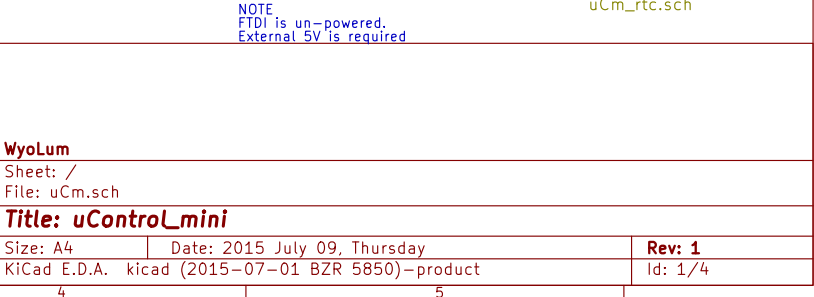 NOTE
FTDI is un-powered.
External 5V is required
uCm_rtc.sch
WyoLum
Sheet: /
File: uCm.sch
Title: uControl_mini
Size: A4 Date: 2015 July 09, Thursday Rev: 1
KiCad E.D.A. kicad (2015-07-01 BZR 5850)-product Id: 1/4
4 5